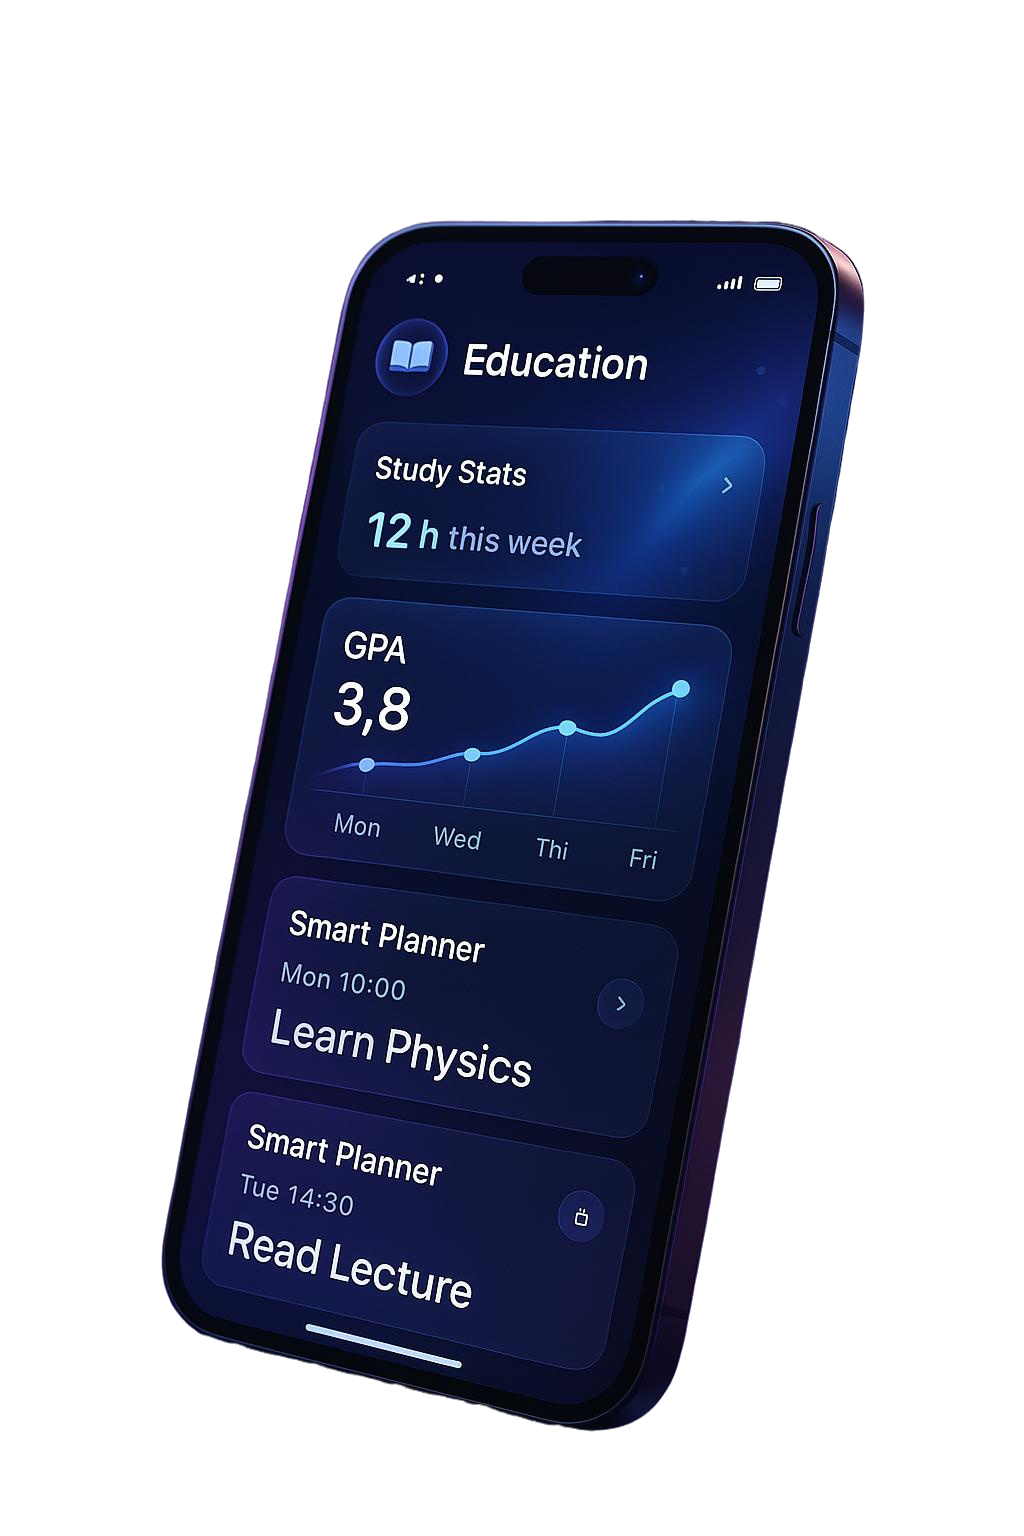 Education
Study Stats
12 h this week
GPA
3,8
Mon Wed Thi Fri
Smart Planner
Mon 10:00
Learn Physics
Smart Planner
Tue 14:30
Read Lecture